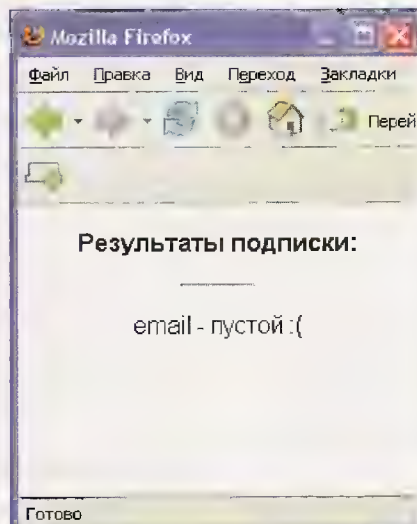 Mozilla Firefox
Файл Правка Вид Переход Закладки
Перей
Результаты подписки:
email - пустой :(
Готово